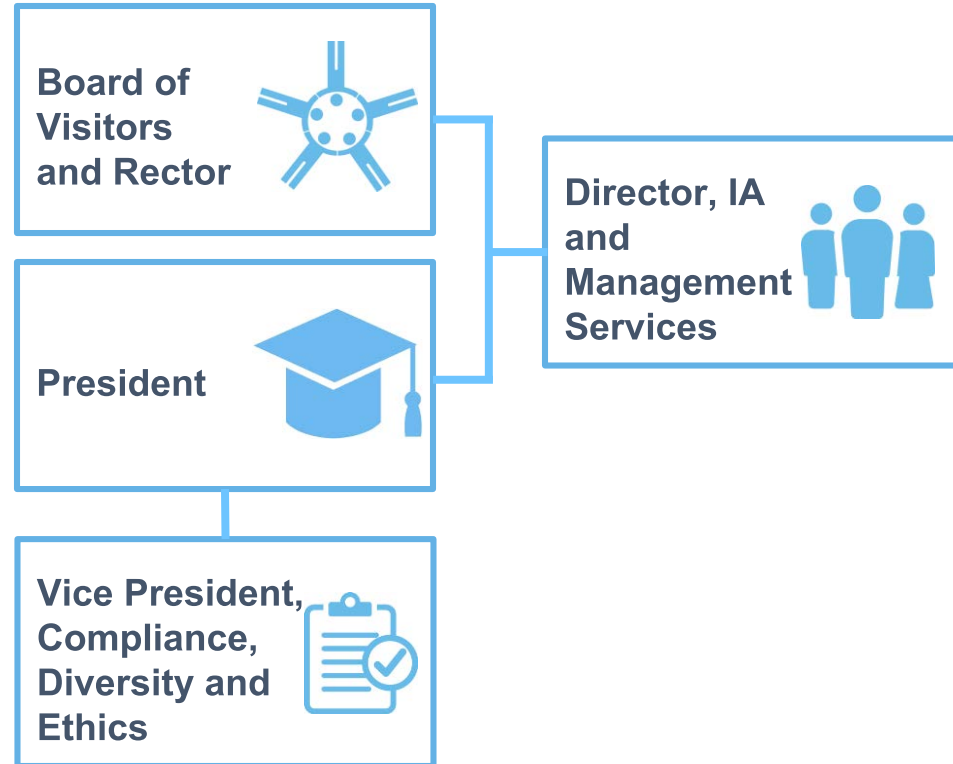 Board of
Visitors
and Rector
Director, IA
and
Management
Services
President
Vice President,
Compliance,
Diversity and
Ethics